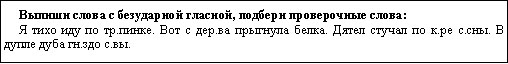 Выпиши слова с безударной гласной, подбери проверочные слова:
Я тихо иду по тр.пинке. Вот с дер.ва прыгнула белка. Дятел стучал по к.ре с.сны. В
дупле дуба гн.здо с.вы.